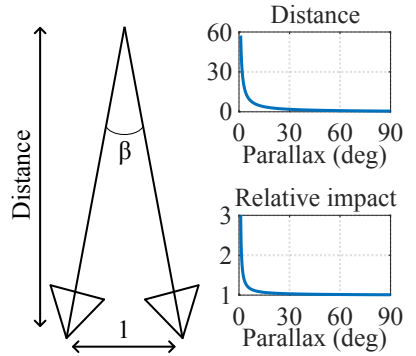 Distance
β
1
Distance
60
30
0
0 30 60 90
Parallax (deg)
Relative impact
3
2
1
0 30 60 90
Parallax (deg)